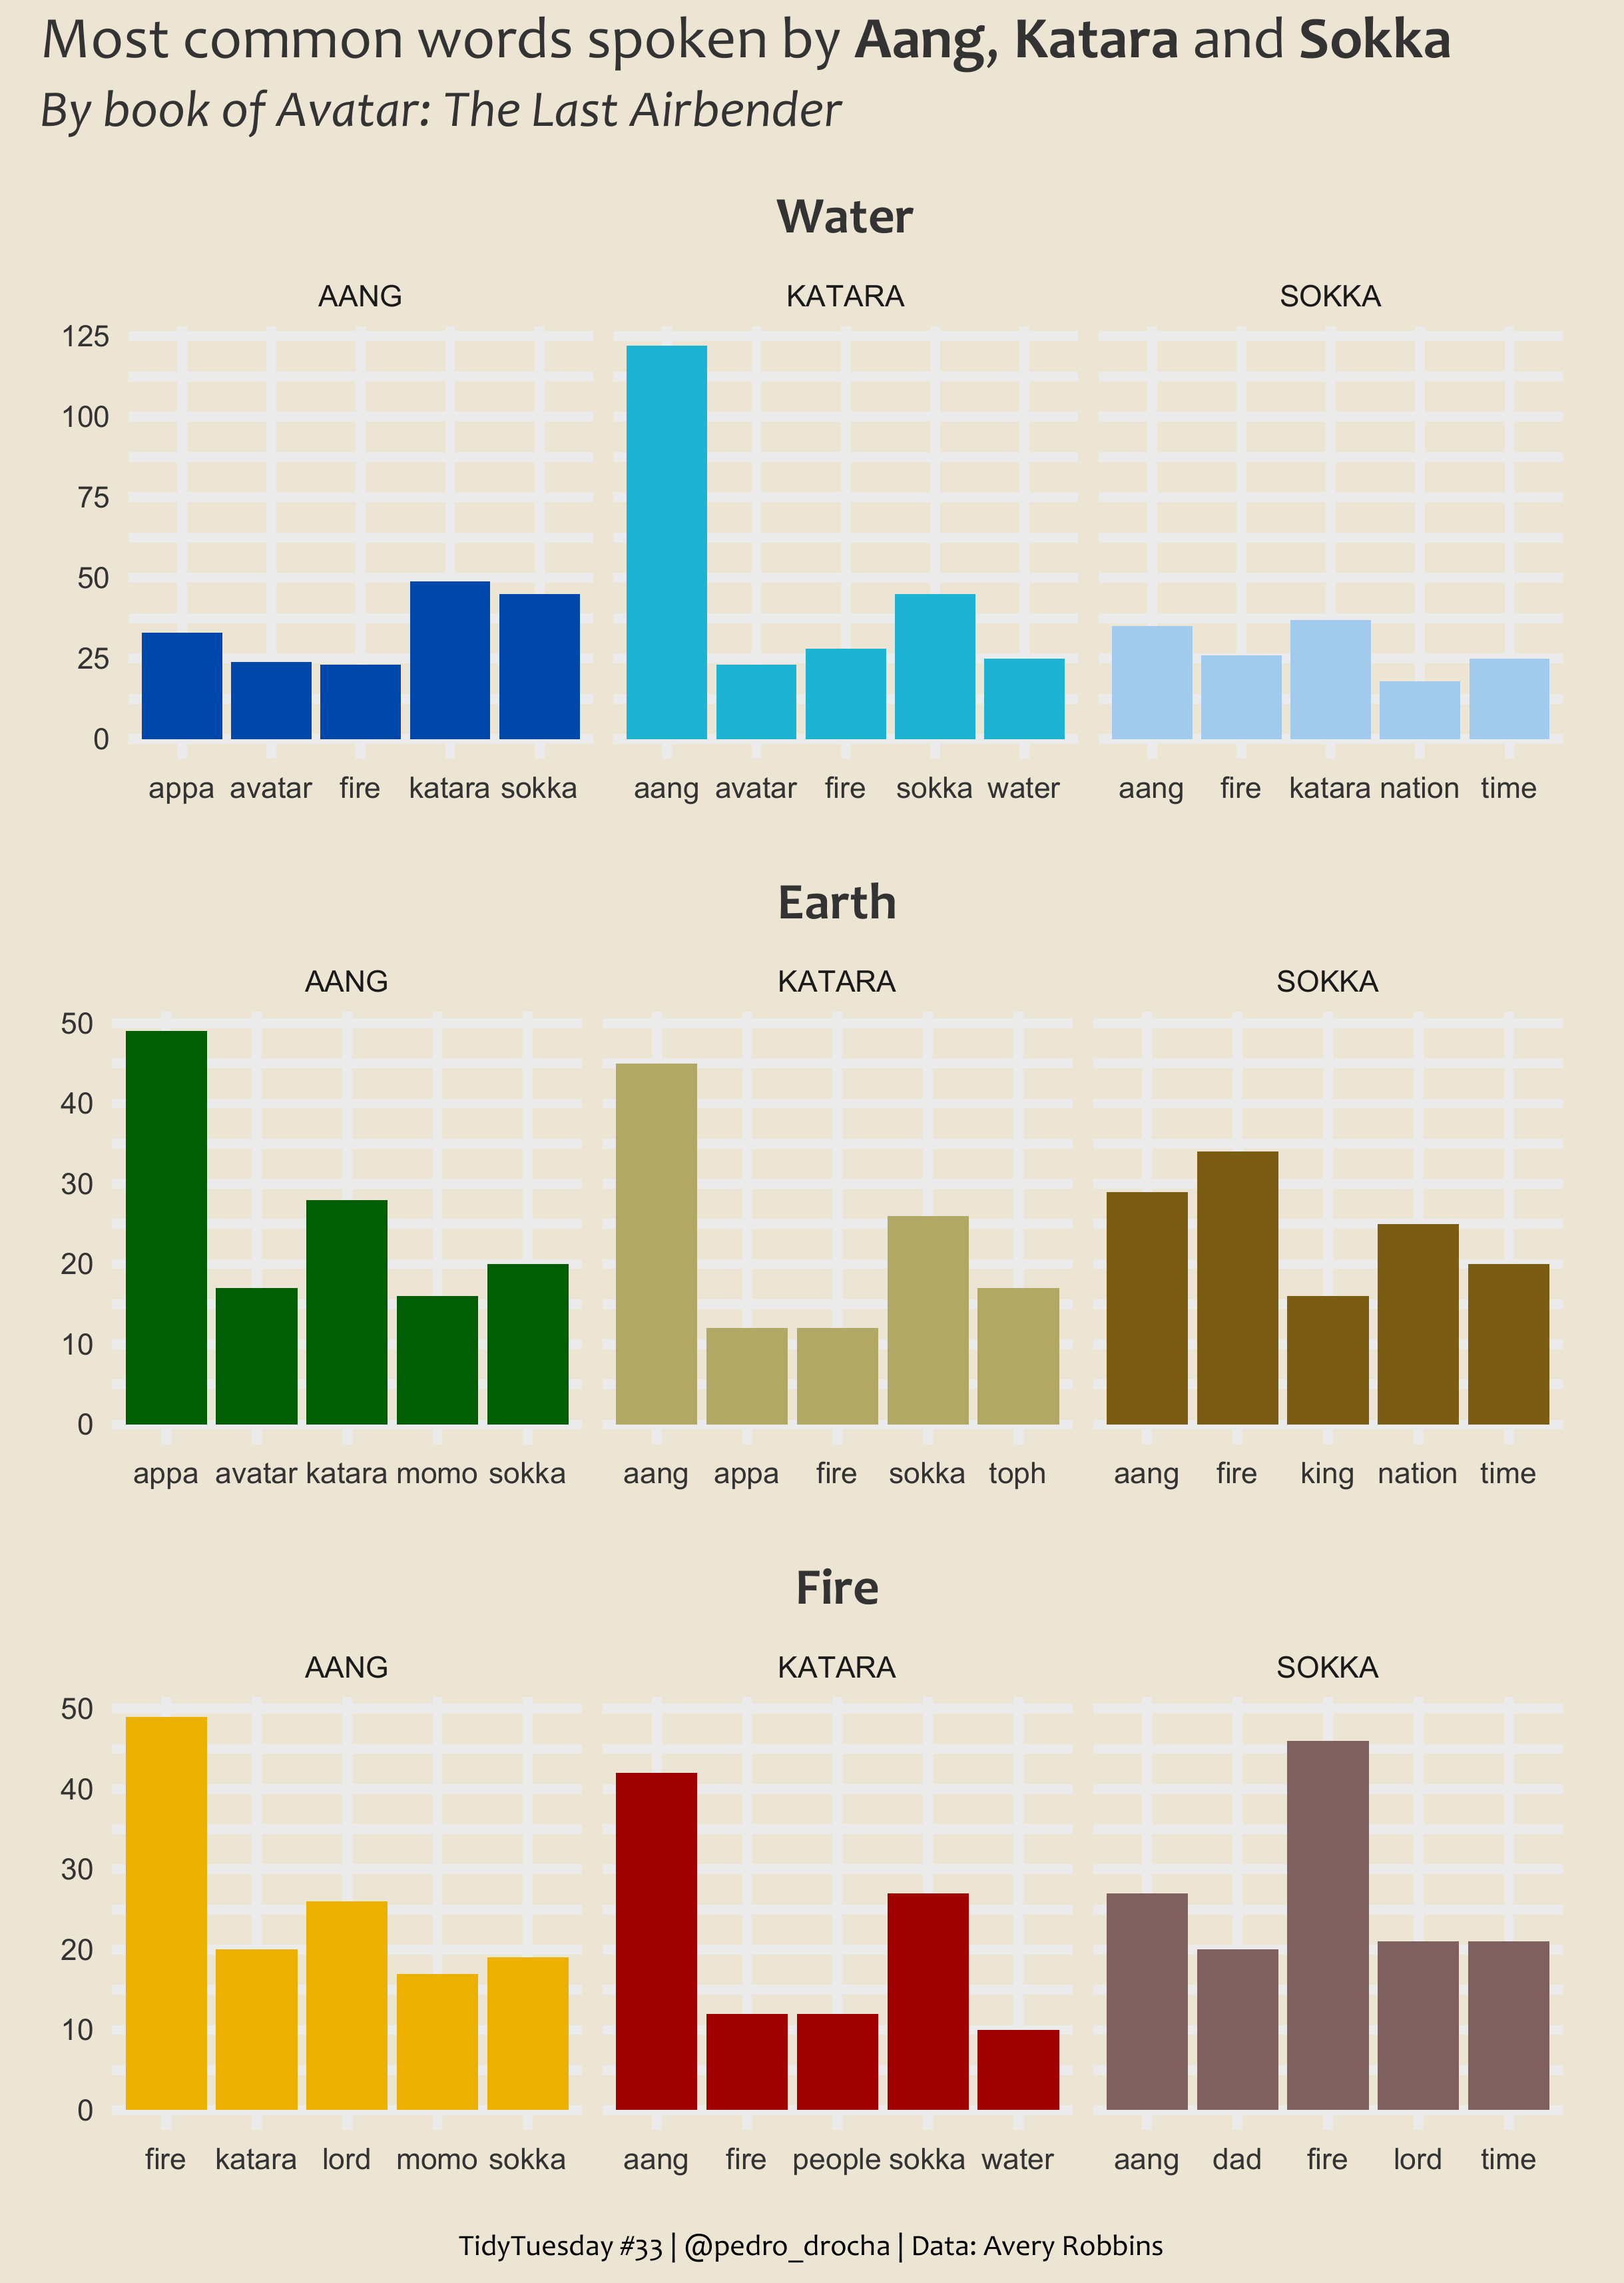 Most common words spoken by Aang, Katara and Sokka
By book of Avatar: The Last Airbender
Water
AANG KATARA SOKKA
125
100
75
50
25
0
appa avatar fire katara sokka aang avatar fire sokka water aang fire katara nation time
Earth
AANG KATARA SOKKA
50
40
30
20
10
0
appa avatar katara momo sokka aang appa fire sokka toph aang fire king nation time
Fire
AANG KATARA SOKKA
50
40
30
20
10
0
fire katara lord momo sokka aang fire people sokka water aang dad fire lord time
TidyTuesday #33 | @pedro_drocha | Data: Avery Robbins